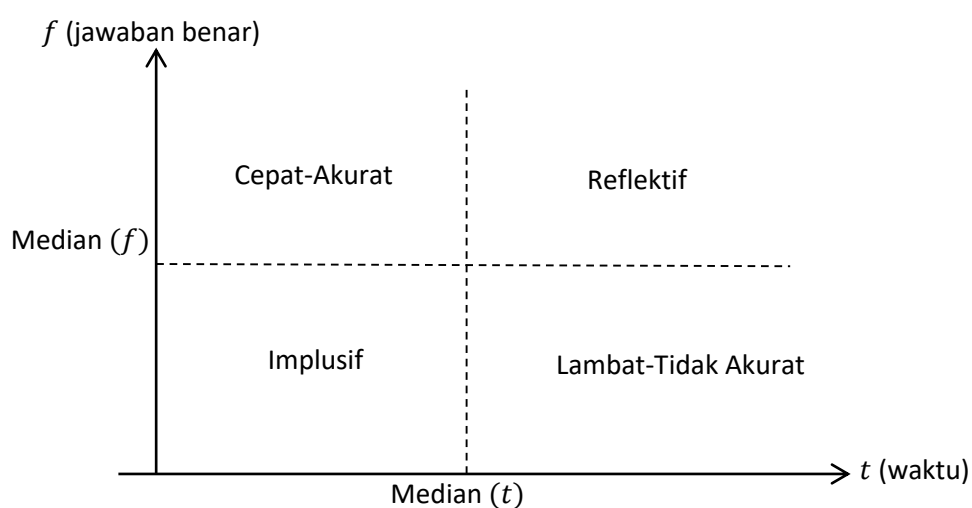 f (jawaban benar)
Cepat-Akurat
Reflektif
Median (f)
Implusif
Lambat-Tidak Akurat
t (waktu)
Median (t)